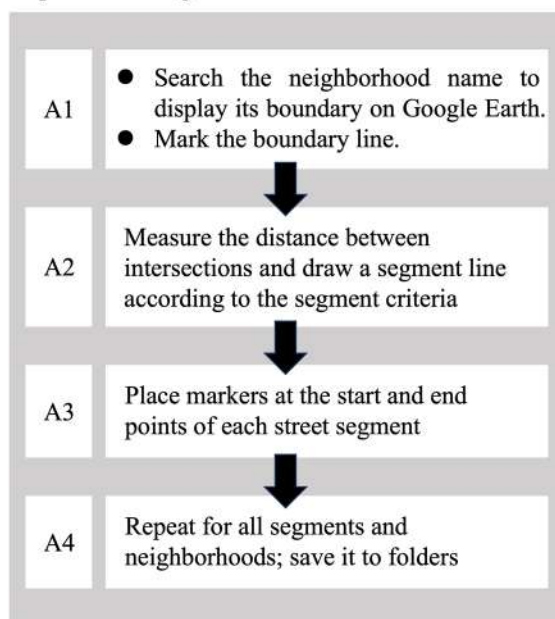 A1
● Search the neighborhood name to
display its boundary on Google Earth.
● Mark the boundary line.
A2
Measure the distance between
intersections and draw a segment line
according to the segment criteria
A3
Place markers at the start and end
points of each street segment
A4
Repeat for all segments and
neighborhoods; save it to folders